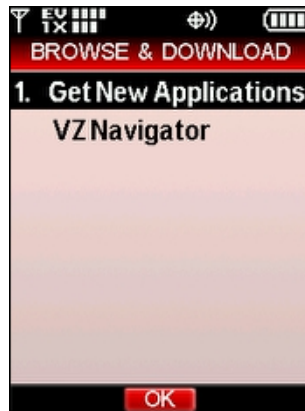 EV
1X
BROWSE & DOWNLOAD
1. Get New Applications
VZ Navigator
OK